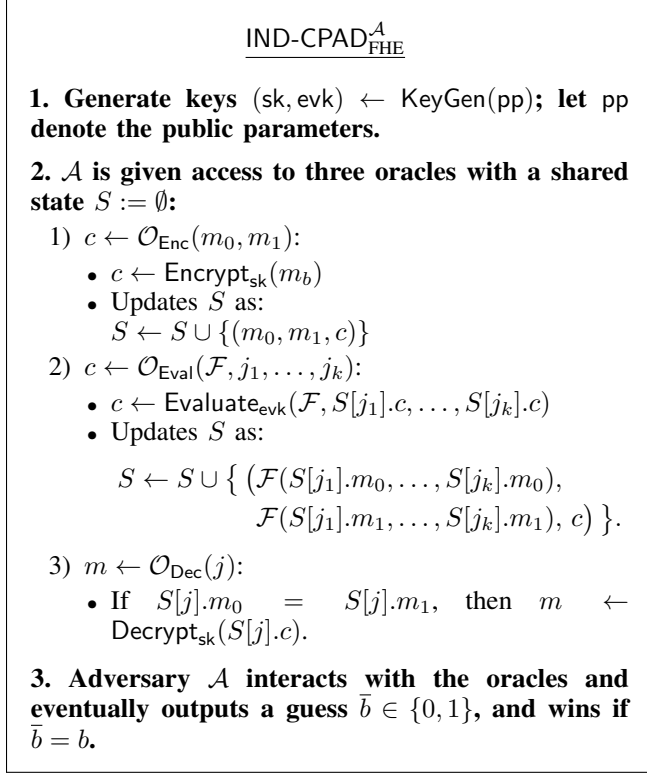 IND-CPAD^𝒜_FHE
1. Generate keys (sk, evk) ← KeyGen(pp); let pp
denote the public parameters.
2. 𝒜 is given access to three oracles with a shared
state S := ∅:
1) c ← 𝒪_Enc(m_0, m_1):
• c ← Encrypt_sk(m_b)
• Updates S as:
S ← S ∪ {(m_0, m_1, c)}
2) c ← 𝒪_Eval(ℱ, j_1, . . . , j_k):
• c ← Evaluate_evk(ℱ, S[j_1].c, . . . , S[j_k].c)
• Updates S as:
S ← S ∪ { (ℱ(S[j_1].m_0, . . . , S[j_k].m_0),
ℱ(S[j_1].m_1, . . . , S[j_k].m_1), c) }.
3) m ← 𝒪_Dec(j):
• If S[j].m_0 = S[j].m_1, then m ←
Decrypt_sk(S[j].c).
3. Adversary 𝒜 interacts with the oracles and
eventually outputs a guess b̄ ∈ {0, 1}, and wins if
b̄ = b.